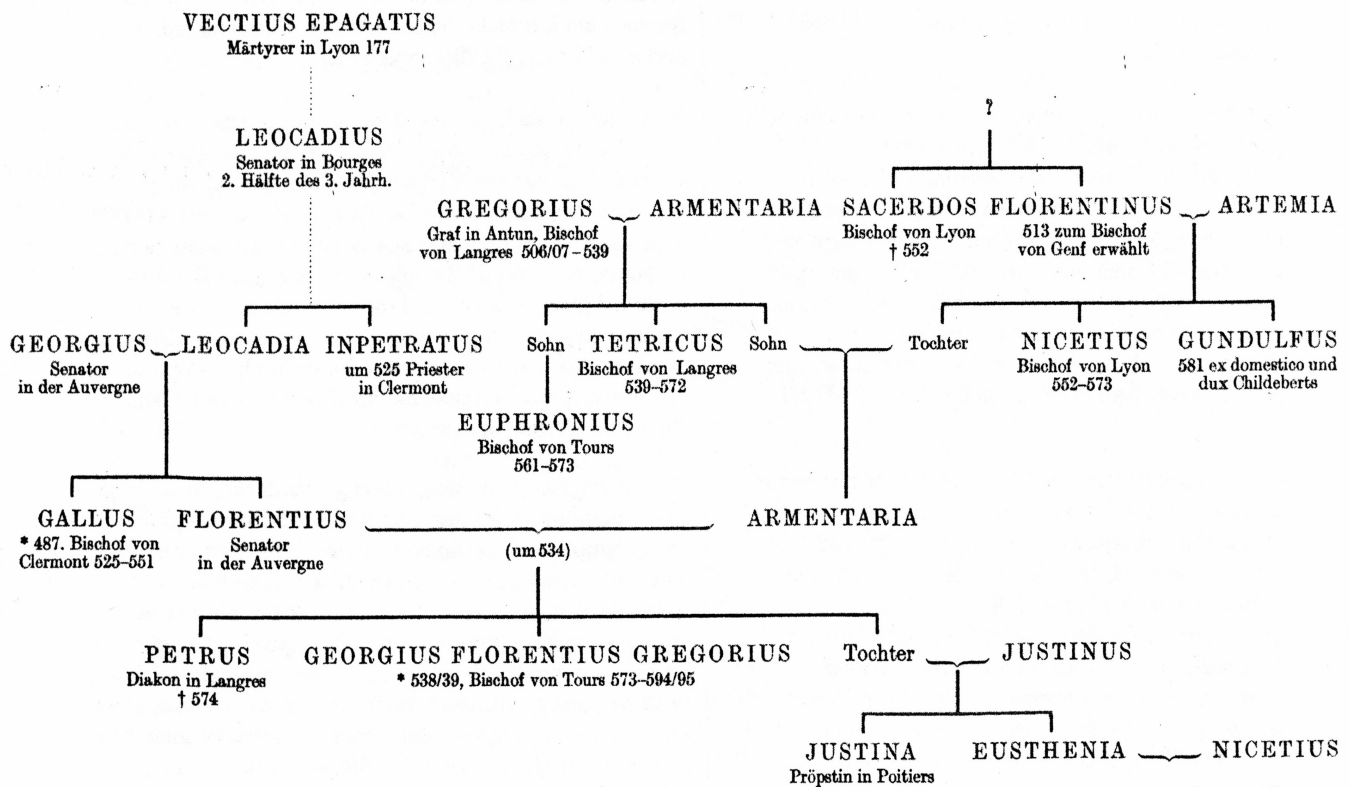 VECTIUS EPAGATUS
Märtyrer in Lyon 177
?
LEOCADIUS
Senator in Bourges
2. Hälfte des 3. Jahrh.
GREGORIUS
Graf in Antun, Bischof
von Langres 506/07–539
ARMENTARIA
SACERDOS
Bischof von Lyon
† 552
FLORENTINUS
513 zum Bischof
von Genf erwählt
ARTEMIA
GEORGIUS
Senator
in der Auvergne
LEOCADIA
INPETRATUS
um 525 Priester
in Clermont
Sohn
TETRICUS
Bischof von Langres
539–572
Sohn
Tochter
NICETIUS
Bischof von Lyon
552–573
GUNDULFUS
581 ex domestico und
dux Childeberts
EUPHRONIUS
Bischof von Tours
561–573
GALLUS
* 487. Bischof von
Clermont 525–551
FLORENTIUS
Senator
in der Auvergne
(um 534)
ARMENTARIA
PETRUS
Diakon in Langres
† 574
GEORGIUS FLORENTIUS GREGORIUS
* 538/39, Bischof von Tours 573–594/95
Tochter
JUSTINUS
JUSTINA
Pröpstin in Poitiers
EUSTHENIA
NICETIUS